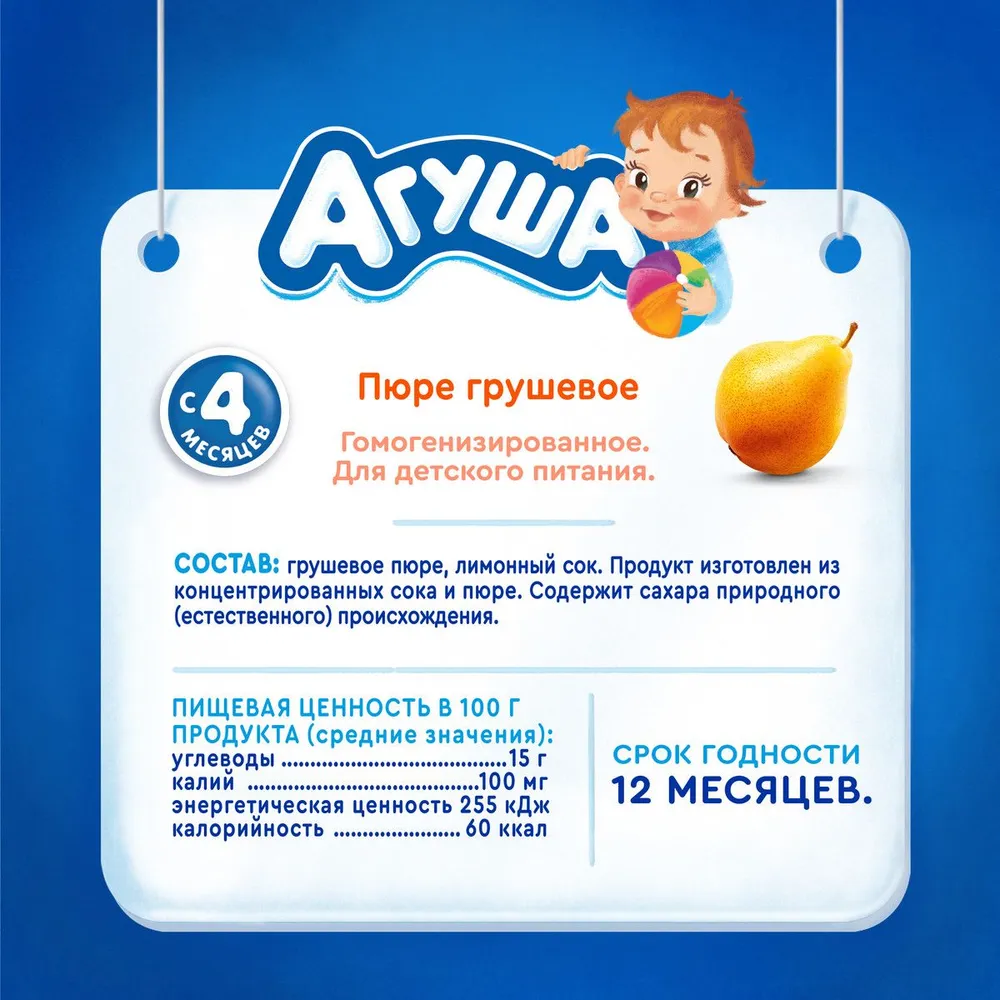 Агуша
с 4 месяцев
Пюре грушевое
Гомогенизированное.
Для детского питания.
СОСТАВ: грушевое пюре, лимонный сок. Продукт изготовлен из
концентрированных сока и пюре. Содержит сахара природного
(естественного) происхождения.
ПИЩЕВАЯ ЦЕННОСТЬ В 100 Г
ПРОДУКТА (средние значения):
углеводы ....................................15 г
калий .....................................100 мг
энергетическая ценность 255 кДж
калорийность .................... 60 ккал
СРОК ГОДНОСТИ
12 МЕСЯЦЕВ.